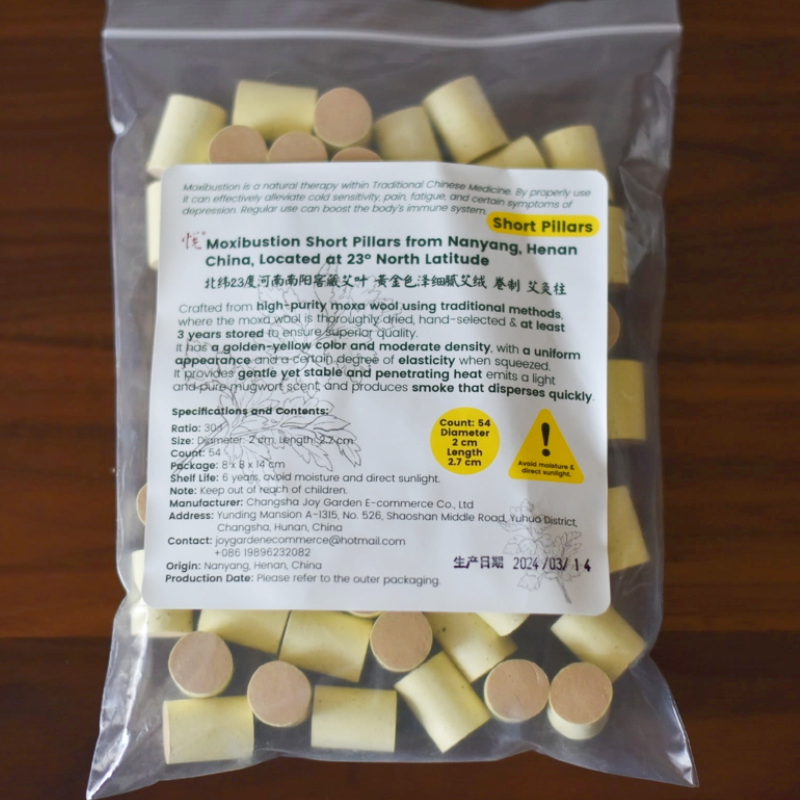 Moxibustion is a natural therapy within Traditional Chinese Medicine. By properly use
it can effectively alleviate cold sensitivity, pain, fatigue, and certain symptoms of
depression. Regular use can boost the body's immune system.
Short Pillars
悦 Moxibustion Short Pillars from Nanyang, Henan
China, Located at 23° North Latitude
北纬23度河南南阳窖藏艾叶 黃金色泽细腻艾绒 卷制 艾灸柱
Crafted from high-purity moxa wool using traditional methods,
where the moxa wool is thoroughly dried, hand-selected & at least
3 years stored to ensure superior quality.
It has a golden-yellow color and moderate density, with a uniform
appearance and a certain degree of elasticity when squeezed.
It provides gentle yet stable and penetrating heat emits a light
and pure mugwort scent, and produces smoke that disperses quickly.
Specifications and Contents:
Ratio: 30:1
Size: Diameter: 2 cm, Length: 2.7 cm
Count: 54
Package: 8 x 8 x 14 cm
Shelf Life: 6 years, avoid moisture and direct sunlight.
Note: Keep out of reach of children.
Count: 54
Diameter
2 cm
Length
2.7 cm
!
Avoid moisture &
direct sunlight.
Manufacturer: Changsha Joy Garden E-commerce Co., Ltd
Address: Yunding Mansion A-1315, No. 526, Shaoshan Middle Road, Yuhua District,
Changsha, Hunan, China
Contact: joygardenecommerce@hotmail.com
+086 19896232082
Origin: Nanyang, Henan, China
Production Date: Please refer to the outer packaging.
生产日期 2024/03/14